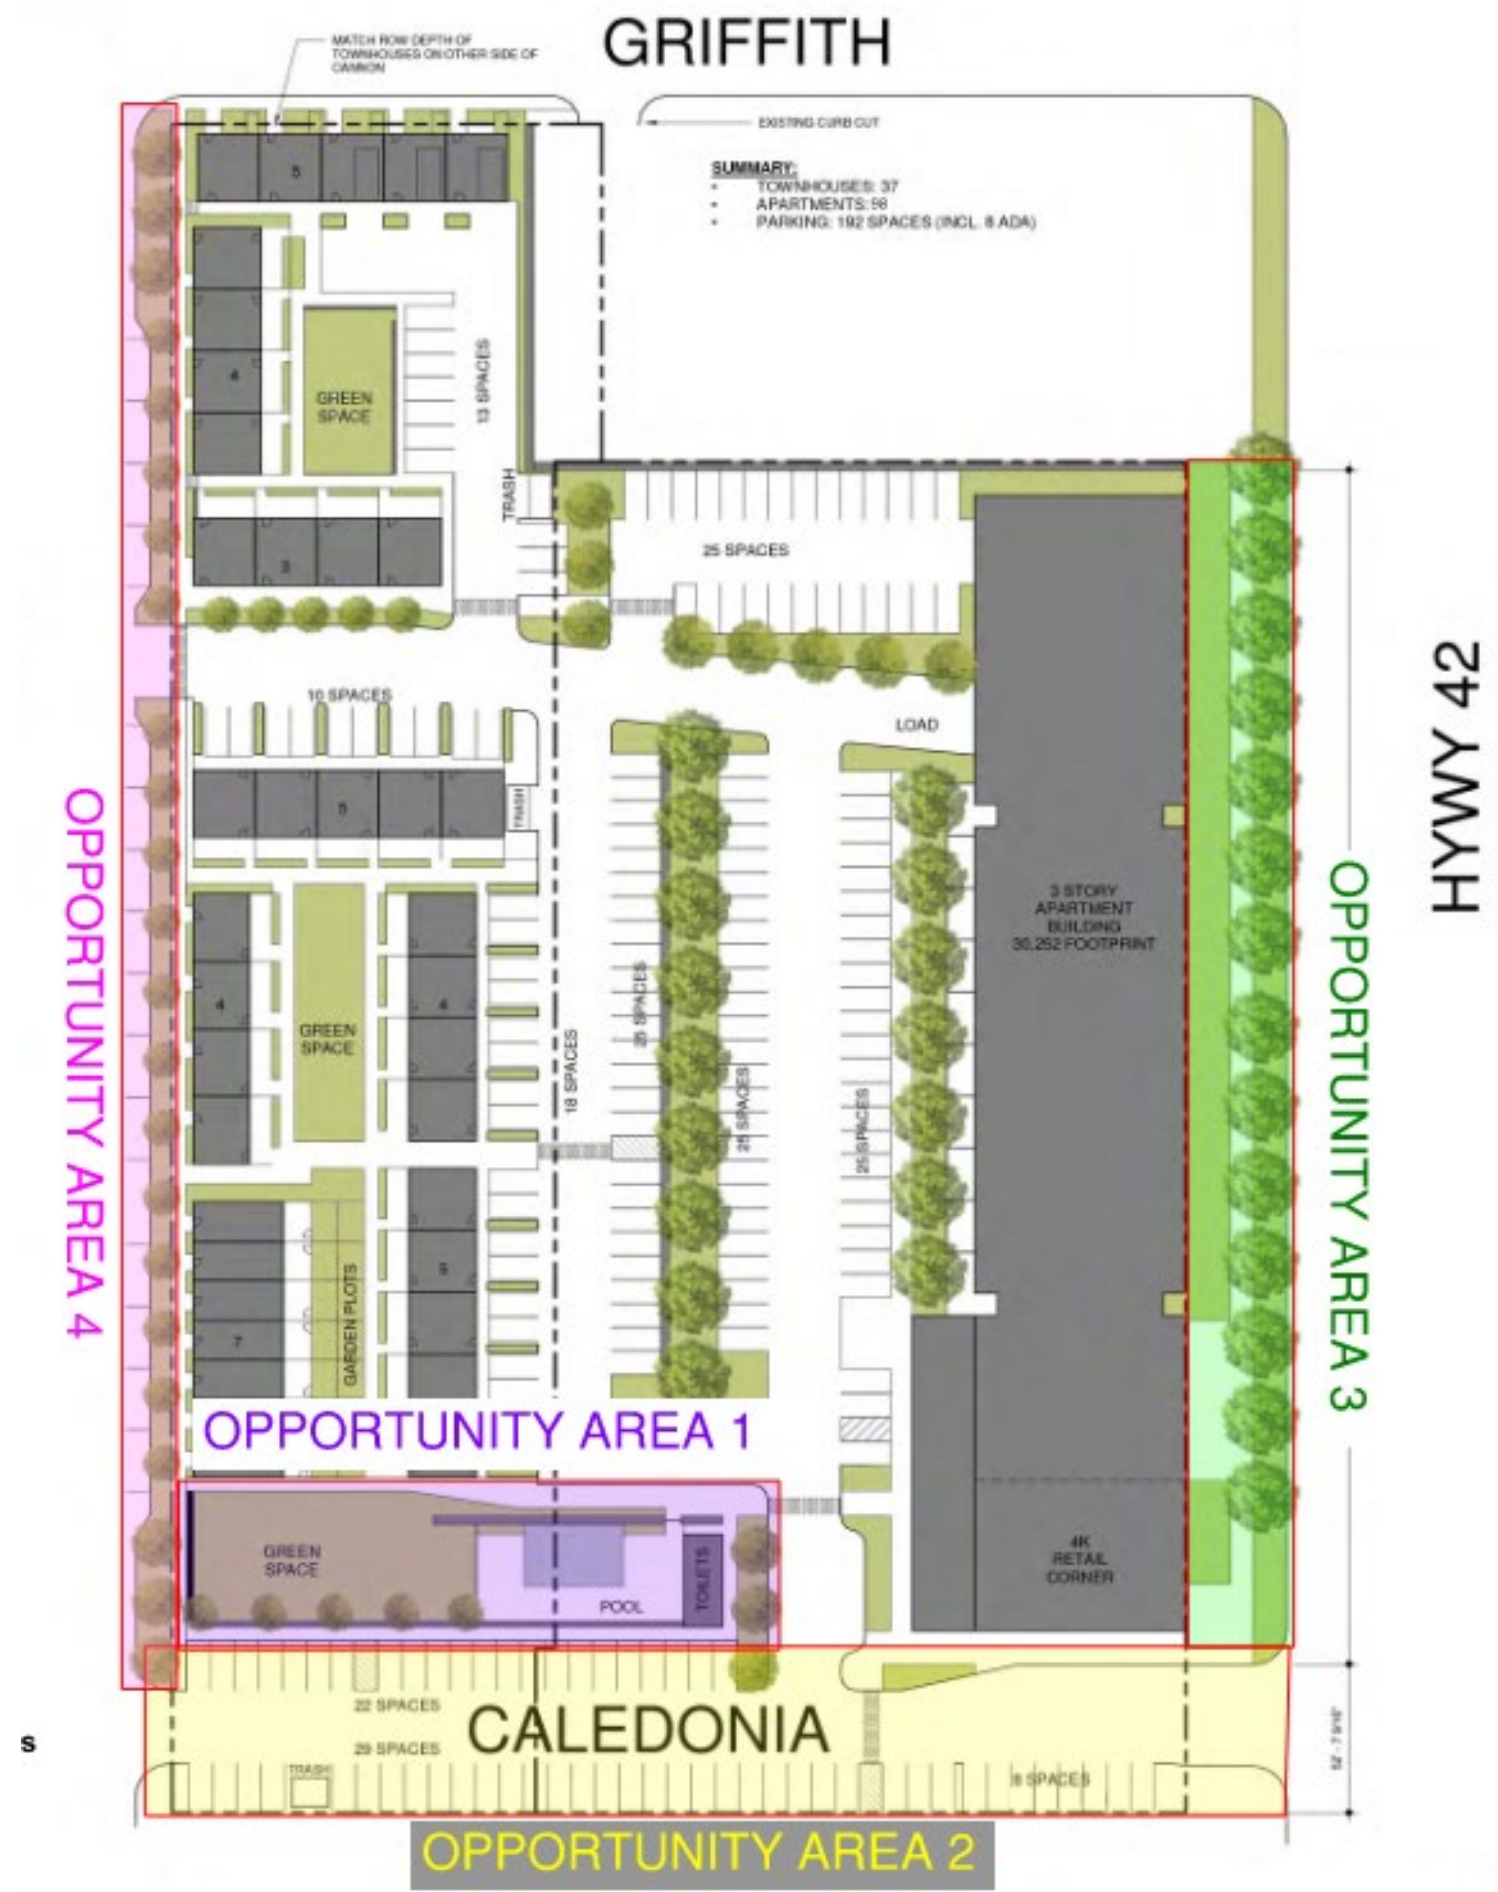 GRIFFITH
MATCH ROW DEPTH OF
TOWNHOUSES ON OTHER SIDE OF
CANNON
EXISTING CURB CUT
SUMMARY:
• TOWNHOUSES: 37
• APARTMENTS: 98
• PARKING: 192 SPACES (INCL. 8 ADA)
5
4
GREEN
SPACE
13 SPACES
TRASH
3
25 SPACES
10 SPACES
LOAD
5
TRASH
HYWY 42
3 STORY
APARTMENT
BUILDING
30,252 FOOTPRINT
OPPORTUNITY AREA 4
OPPORTUNITY AREA 3
4
GREEN
SPACE
4
18 SPACES
25 SPACES
25 SPACES
25 SPACES
7
GARDEN PLOTS
OPPORTUNITY AREA 1
GREEN
SPACE
POOL
TOILETS
4K
RETAIL
CORNER
22 SPACES
CALEDONIA
29 SPACES
TRASH
8 SPACES
s
OPPORTUNITY AREA 2